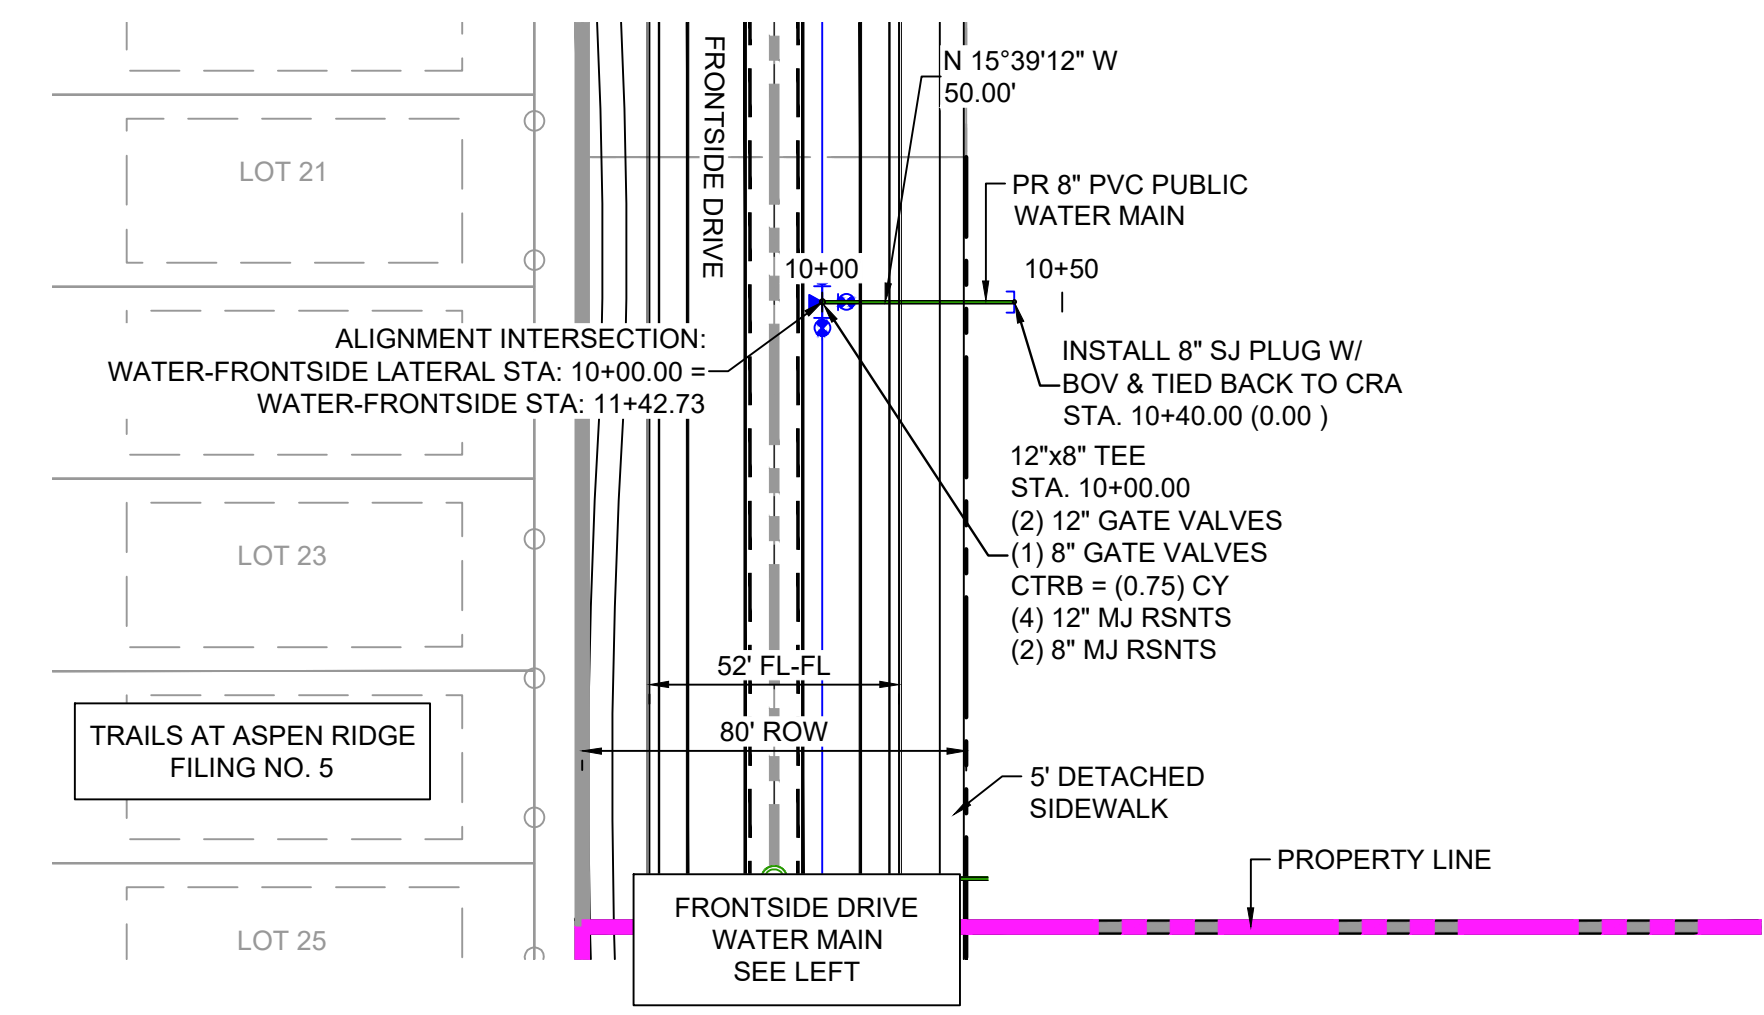 FRONTSIDE DRIVE
N 15°39'12" W
50.00'
LOT 21
PR 8" PVC PUBLIC
WATER MAIN
10+00
10+50
ALIGNMENT INTERSECTION:
WATER-FRONTSIDE LATERAL STA: 10+00.00 =
WATER-FRONTSIDE STA: 11+42.73
INSTALL 8" SJ PLUG W/
BOV & TIED BACK TO CRA
STA. 10+40.00 (0.00 )
12"x8" TEE
STA. 10+00.00
(2) 12" GATE VALVES
(1) 8" GATE VALVES
CTRB = (0.75) CY
(4) 12" MJ RSNTS
(2) 8" MJ RSNTS
LOT 23
52' FL-FL
80' ROW
TRAILS AT ASPEN RIDGE
FILING NO. 5
5' DETACHED
SIDEWALK
PROPERTY LINE
FRONTSIDE DRIVE
WATER MAIN
SEE LEFT
LOT 25